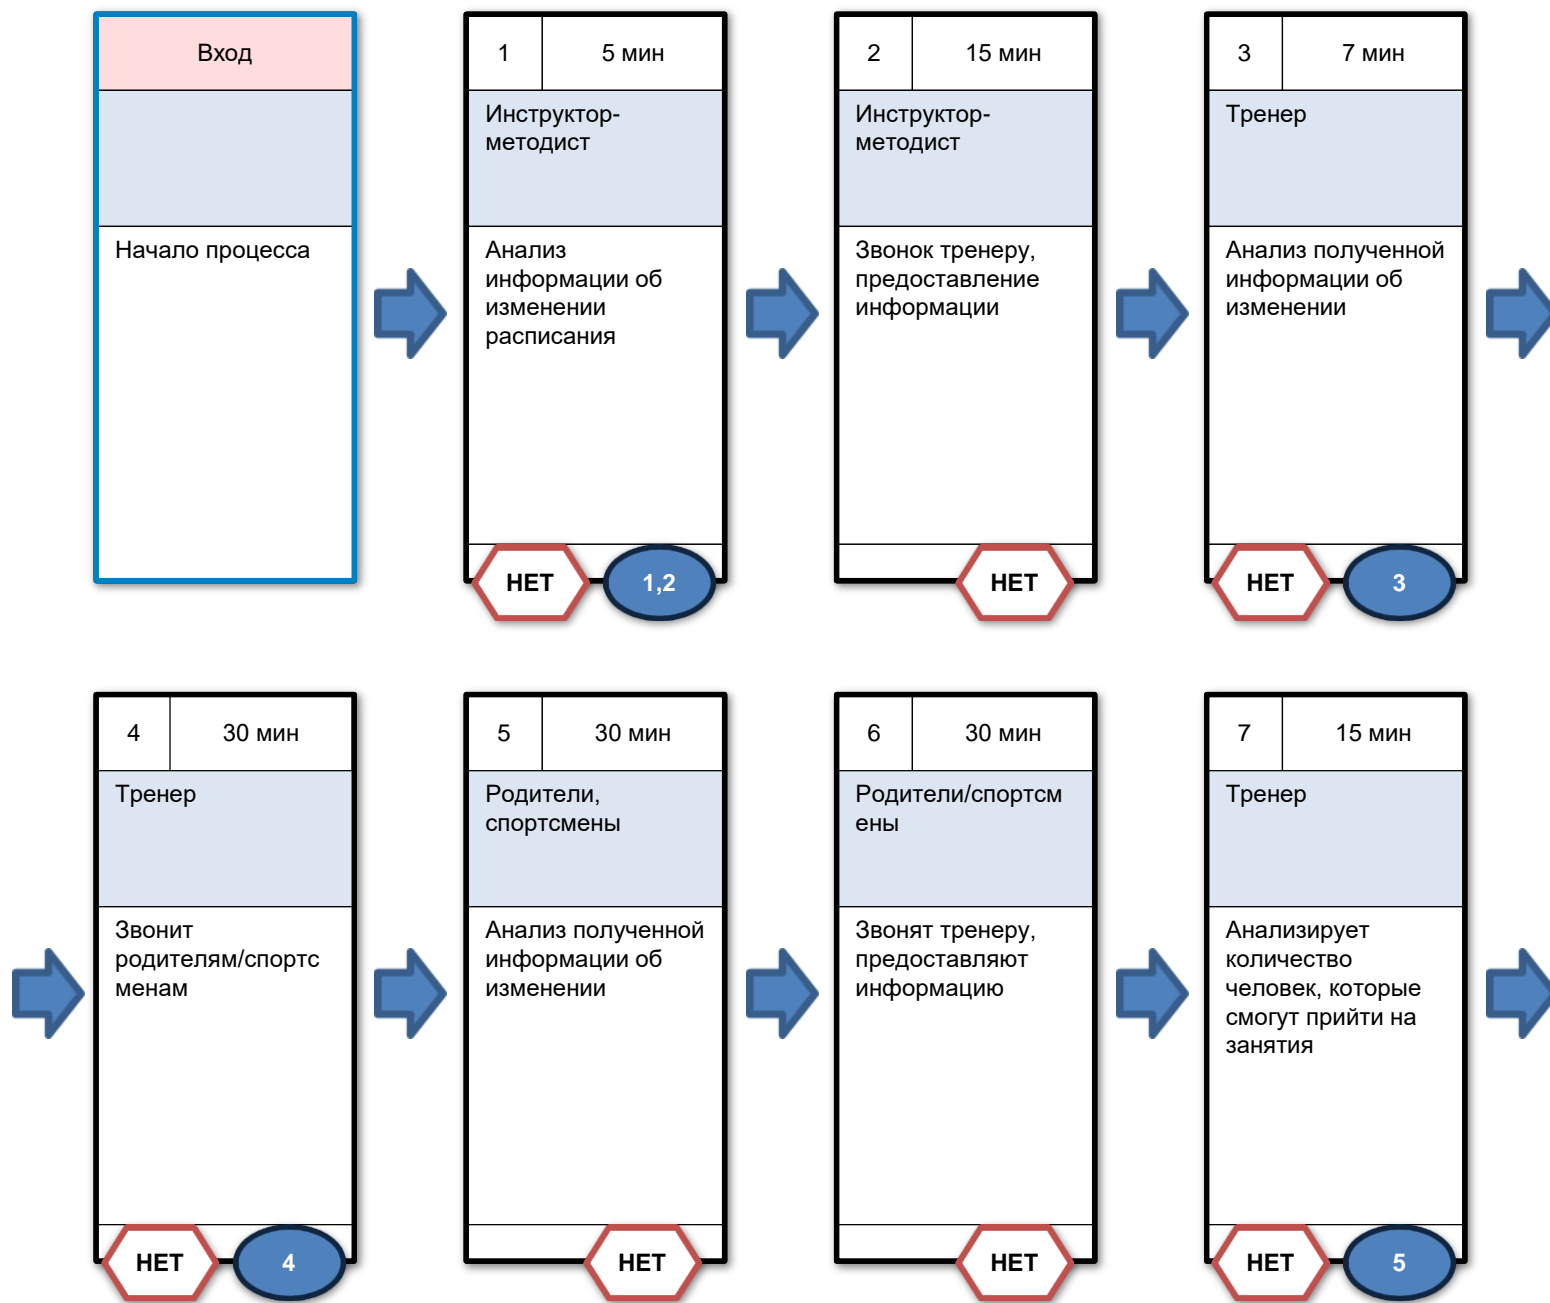 Вход
Начало процесса
1
5 мин
Инструктор-
методист
Анализ
информации об
изменении
расписания
НЕТ
1,2
2
15 мин
Инструктор-
методист
Звонок тренеру,
предоставление
информации
НЕТ
3
7 мин
Тренер
Анализ полученной
информации об
изменении
НЕТ
3
4
30 мин
Тренер
Звонит
родителям/спортс
менам
НЕТ
4
5
30 мин
Родители,
спортсмены
Анализ полученной
информации об
изменении
НЕТ
6
30 мин
Родители/спортсм
ены
Звонят тренеру,
предоставляют
информацию
НЕТ
7
15 мин
Тренер
Анализирует
количество
человек, которые
смогут прийти на
занятия
НЕТ
5